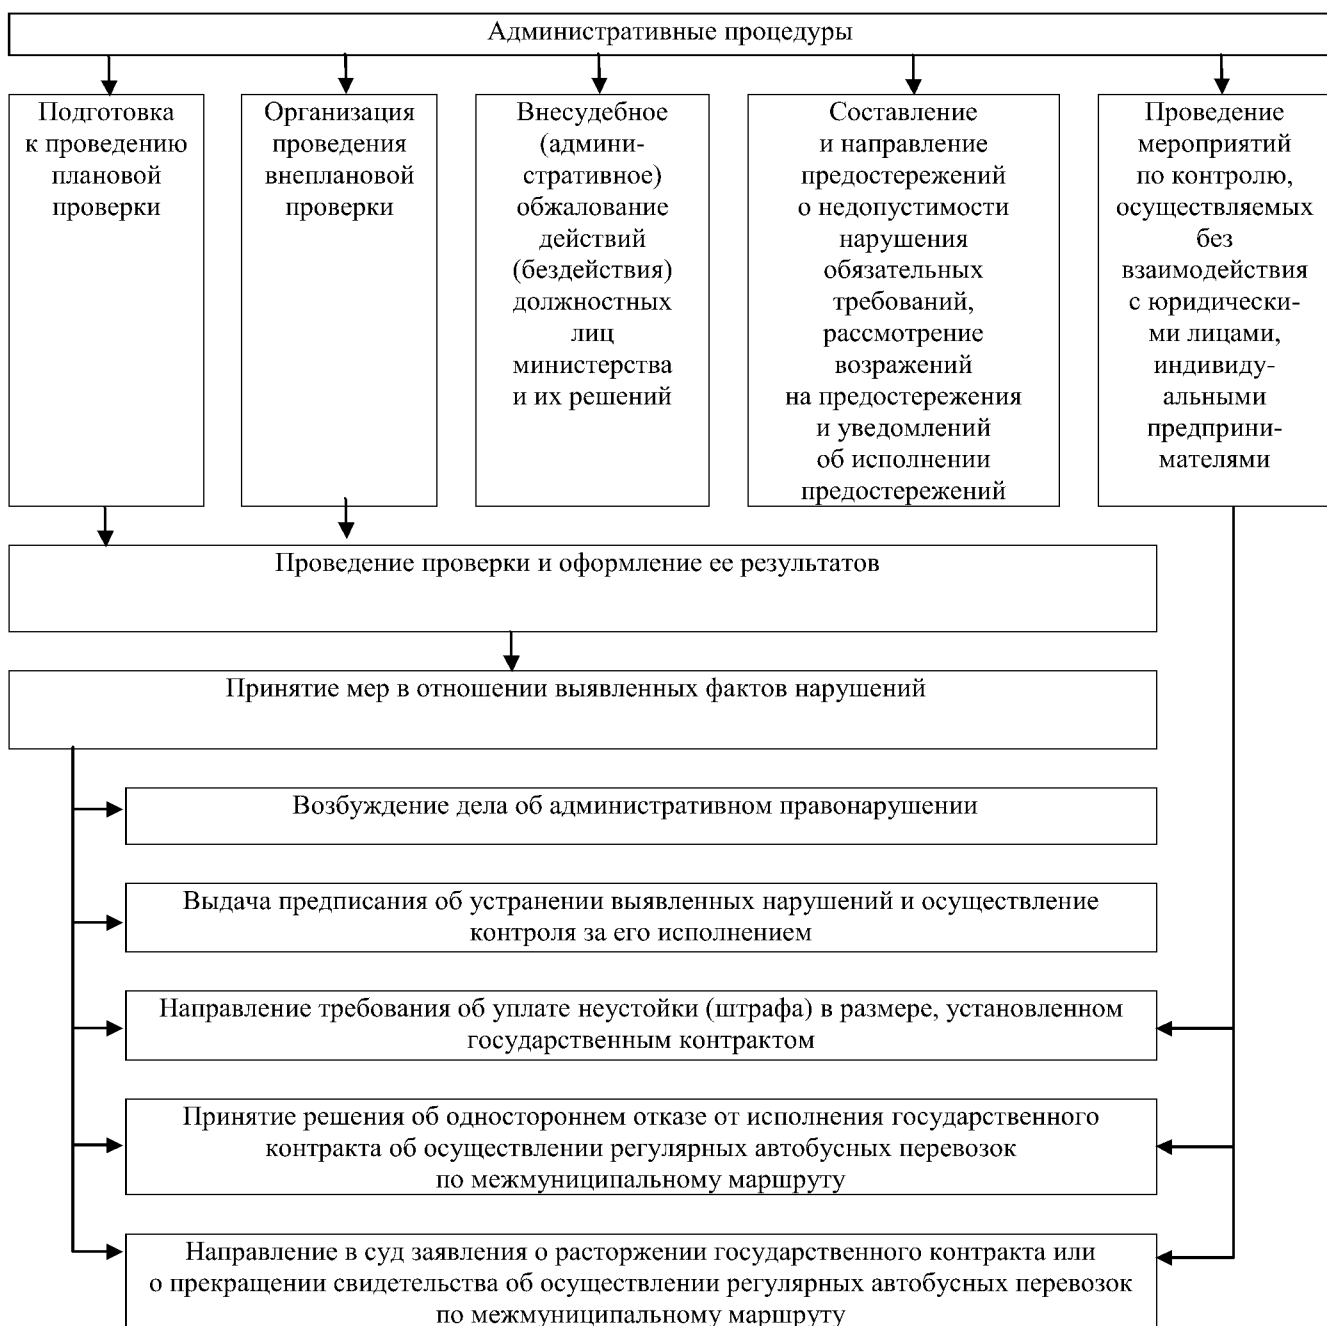 Административные процедуры
Подготовка
к проведению
плановой
проверки
Организация
проведения
внеплановой
проверки
Внесудебное
(админи-
стративное)
обжалование
действий
(бездействия)
должностных
лиц
министерства
и их решений
Составление
и направление
предостережений
о недопустимости
нарушения
обязательных
требований,
рассмотрение
возражений
на предостережения
и уведомлений
об исполнении
предостережений
Проведение
мероприятий
по контролю,
осуществляемых
без
взаимодействия
с юридически-
ми лицами,
индивиду-
альными
предприни-
мателями
Проведение проверки и оформление ее результатов
Принятие мер в отношении выявленных фактов нарушений
Возбуждение дела об административном правонарушении
Выдача предписания об устранении выявленных нарушений и осуществление
контроля за его исполнением
Направление требования об уплате неустойки (штрафа) в размере, установленном
государственным контрактом
Принятие решения об одностороннем отказе от исполнения государственного
контракта об осуществлении регулярных автобусных перевозок
по межмуниципальному маршруту
Направление в суд заявления о расторжении государственного контракта или
о прекращении свидетельства об осуществлении регулярных автобусных перевозок
по межмуниципальному маршруту